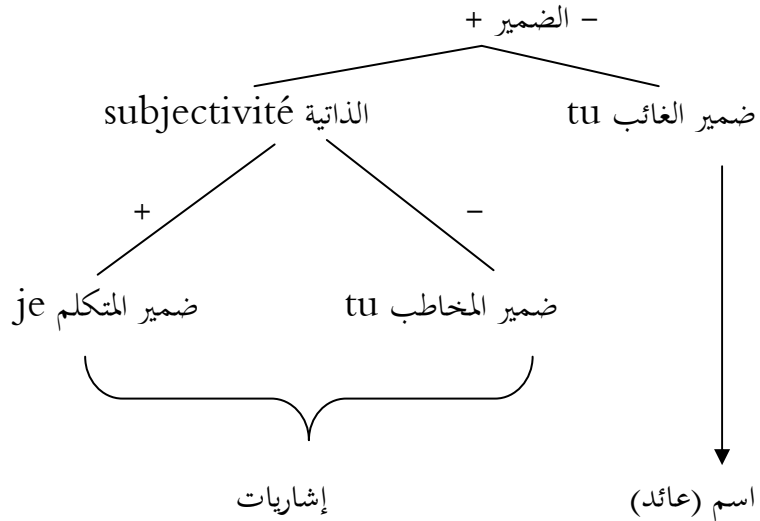 – الضمير +
ضمير الغائب tu
الذاتية subjectivité
+
–
ضمير المخاطب tu
ضمير المتكلم je
اسم (عائد)
إشاريات